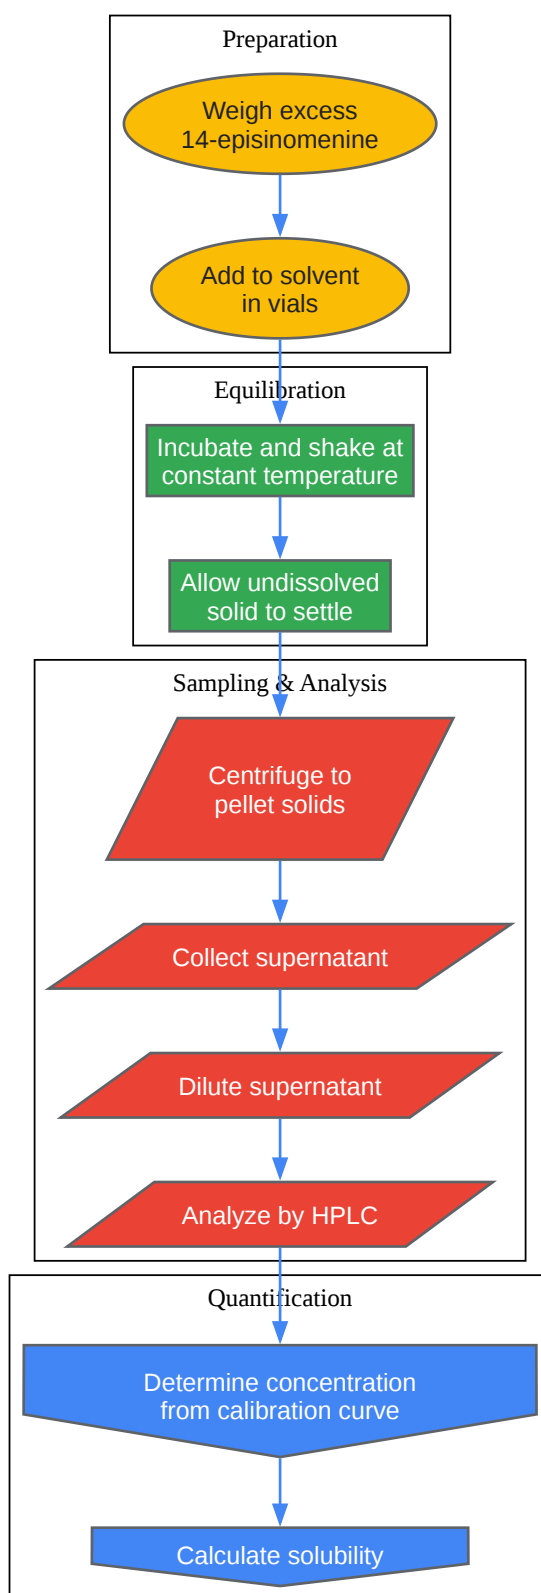 Preparation
Weigh excess
14-episinomenine
Add to solvent
in vials
Equilibration
Incubate and shake at
constant temperature
Allow undissolved
solid to settle
Sampling & Analysis
Centrifuge to
pellet solids
Collect supernatant
Dilute supernatant
Analyze by HPLC
Quantification
Determine concentration
from calibration curve
Calculate solubility